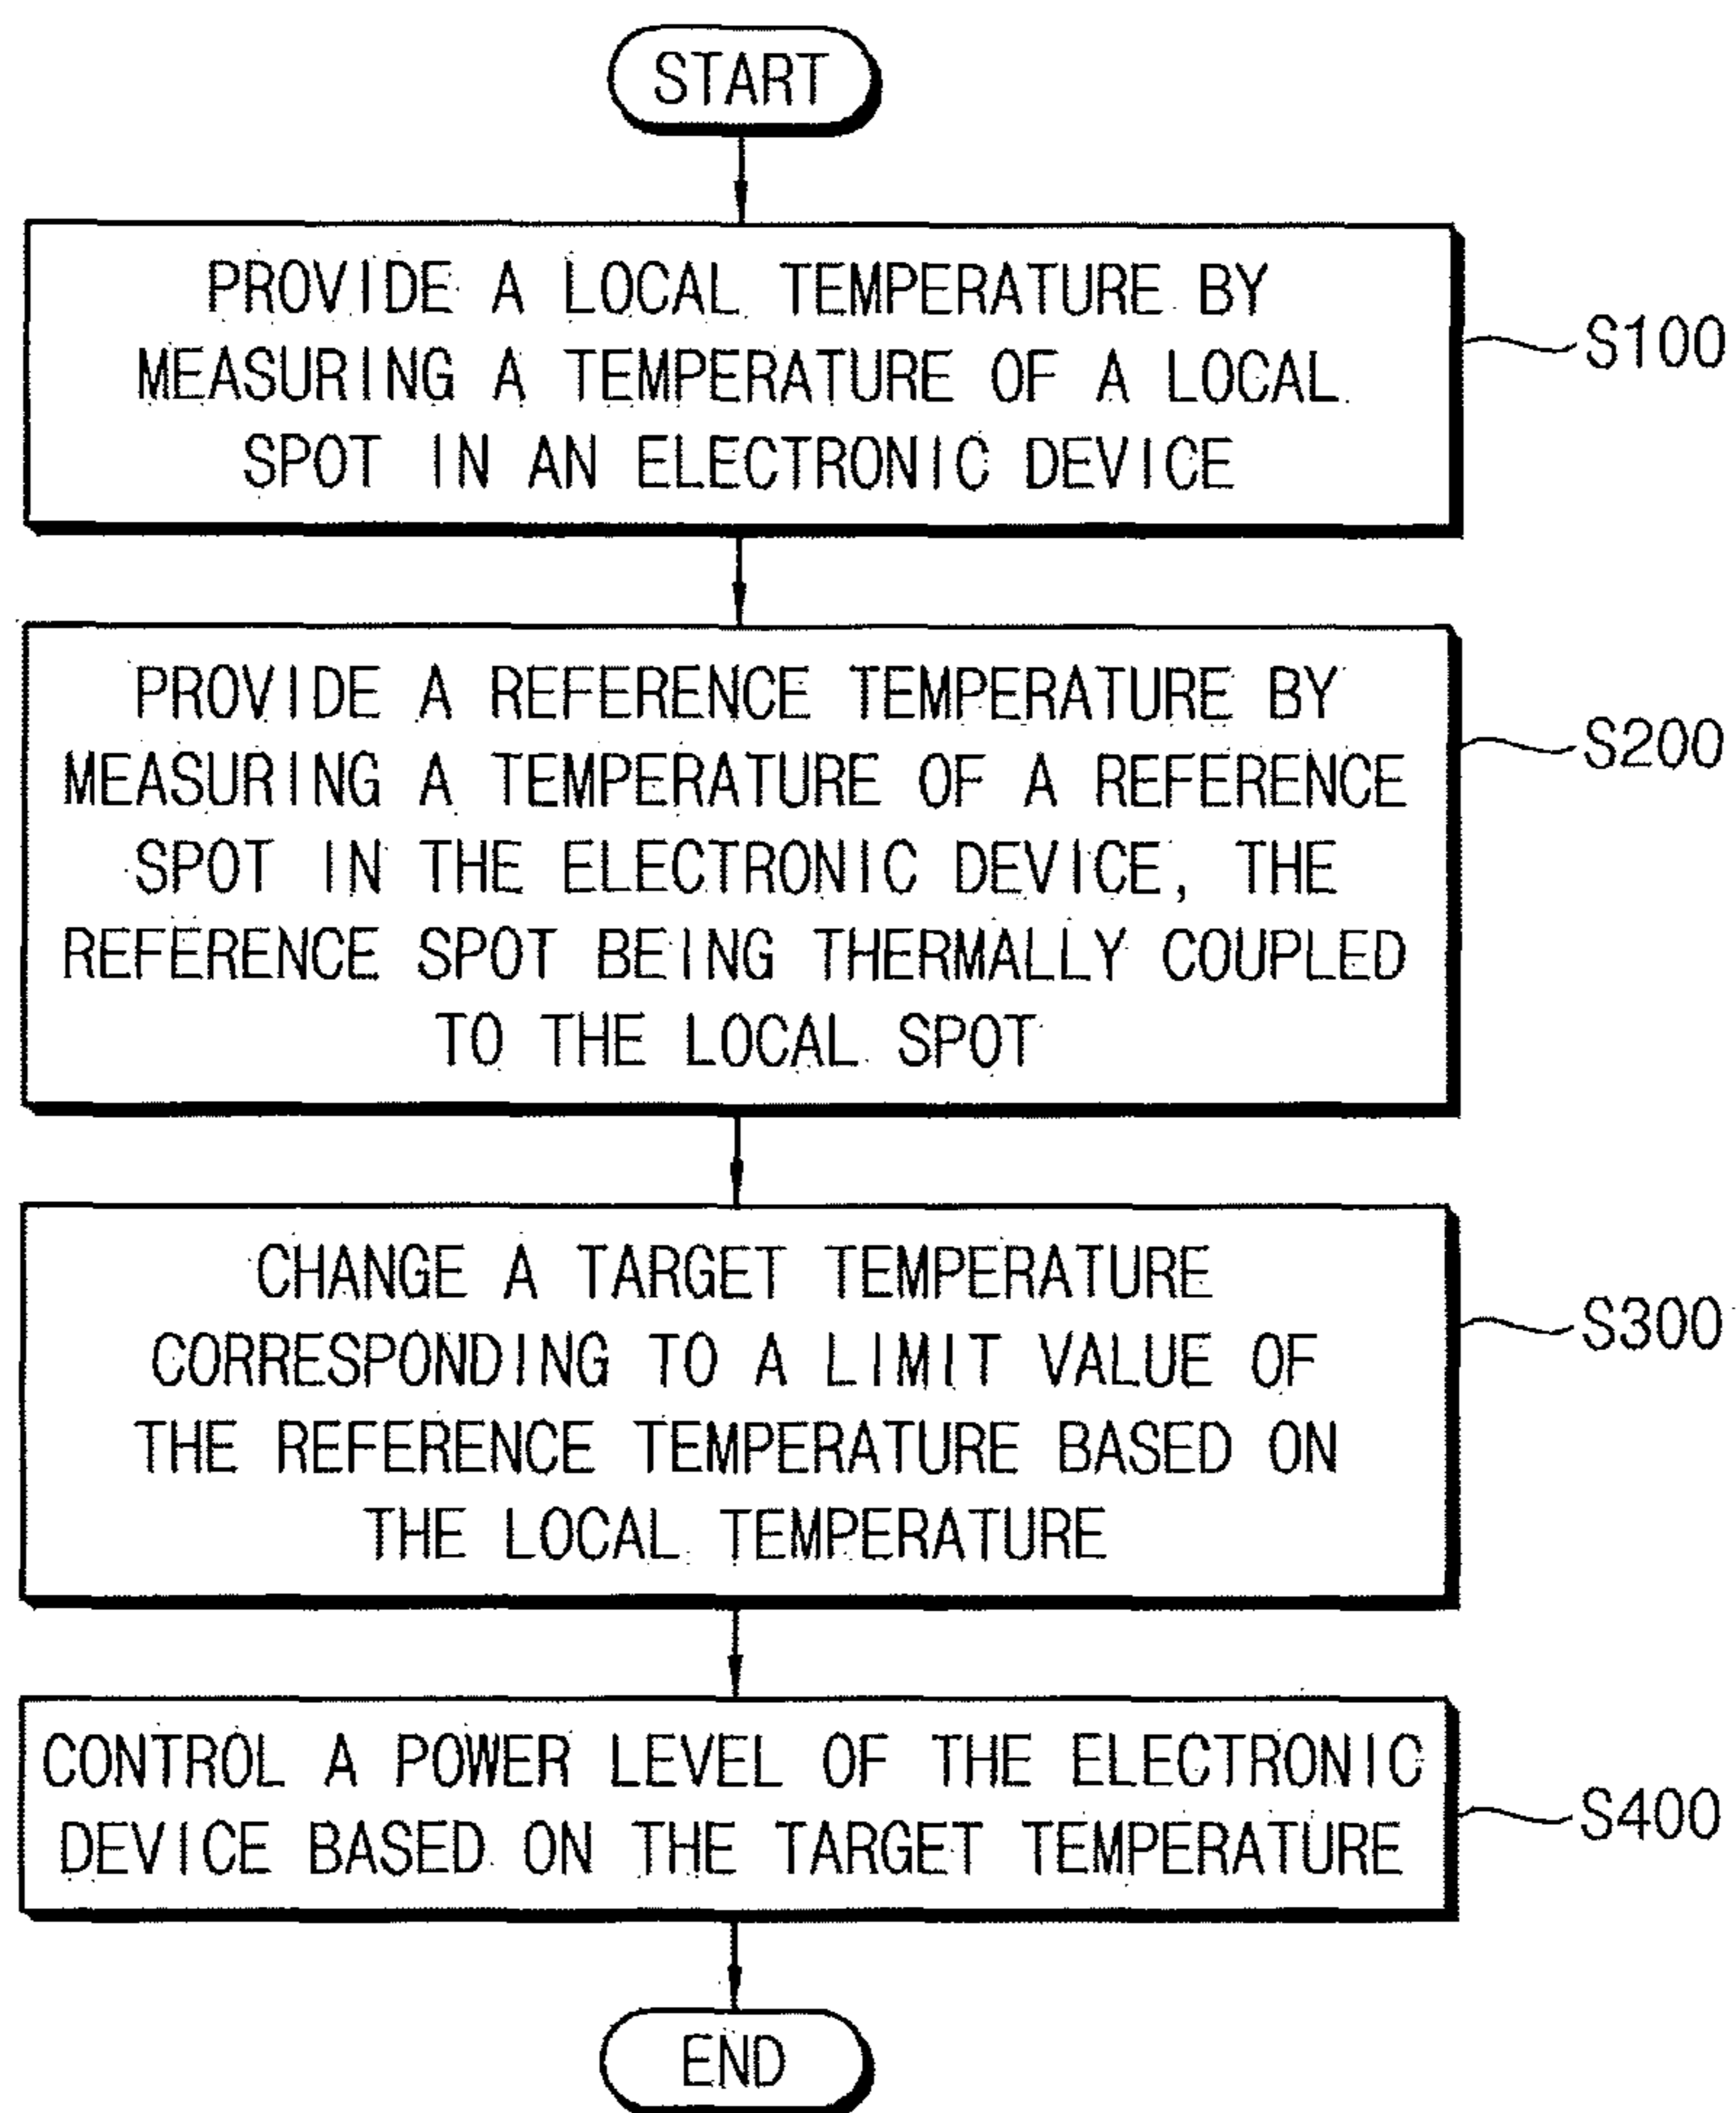 START
PROVIDE A LOCAL TEMPERATURE BY
MEASURING A TEMPERATURE OF A LOCAL
SPOT IN AN ELECTRONIC DEVICE
S100
PROVIDE A REFERENCE TEMPERATURE BY
MEASURING A TEMPERATURE OF A REFERENCE
SPOT IN THE ELECTRONIC DEVICE, THE
REFERENCE SPOT BEING THERMALLY COUPLED
TO THE LOCAL SPOT
S200
CHANGE A TARGET TEMPERATURE
CORRESPONDING TO A LIMIT VALUE OF
THE REFERENCE TEMPERATURE BASED ON
THE LOCAL TEMPERATURE
S300
CONTROL A POWER LEVEL OF THE ELECTRONIC
DEVICE BASED ON THE TARGET TEMPERATURE
S400
END